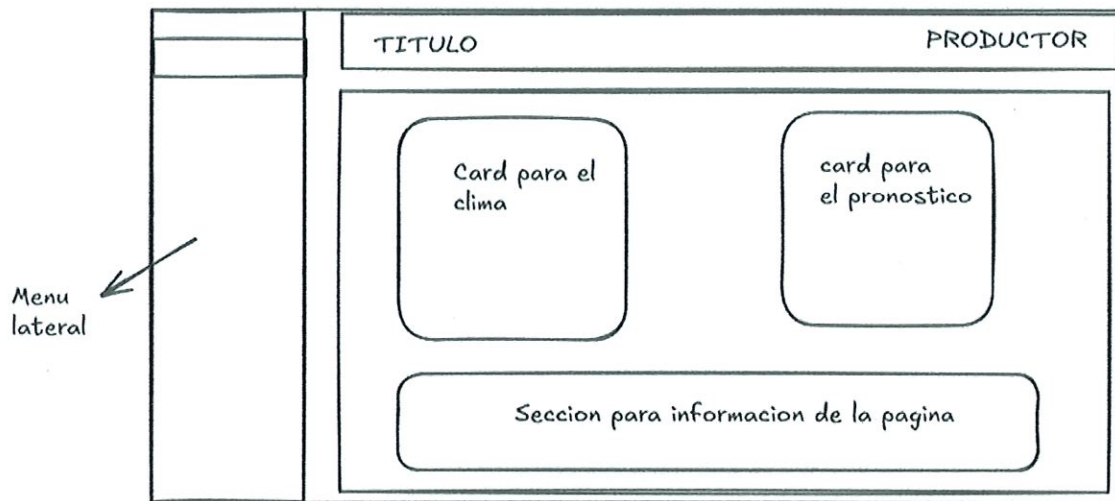 TITULO
PRODUCTOR
Card para el
clima
card para
el pronostico
Menu
lateral
Seccion para informacion de la pagina